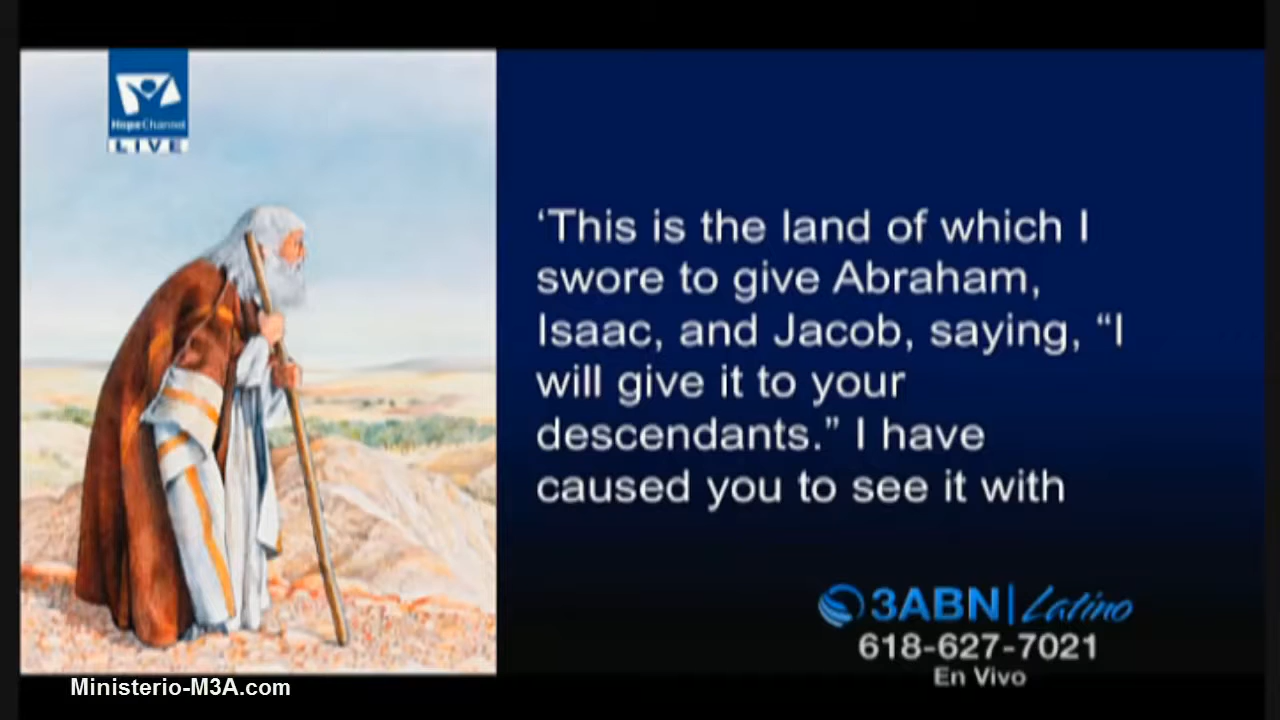 HopeChannel
LIVE
‘This is the land of which I
swore to give Abraham,
Isaac, and Jacob, saying, “I
will give it to your
descendants.” I have
caused you to see it with
3ABN Latino
618-627-7021
En Vivo
Ministerio-M3A.com